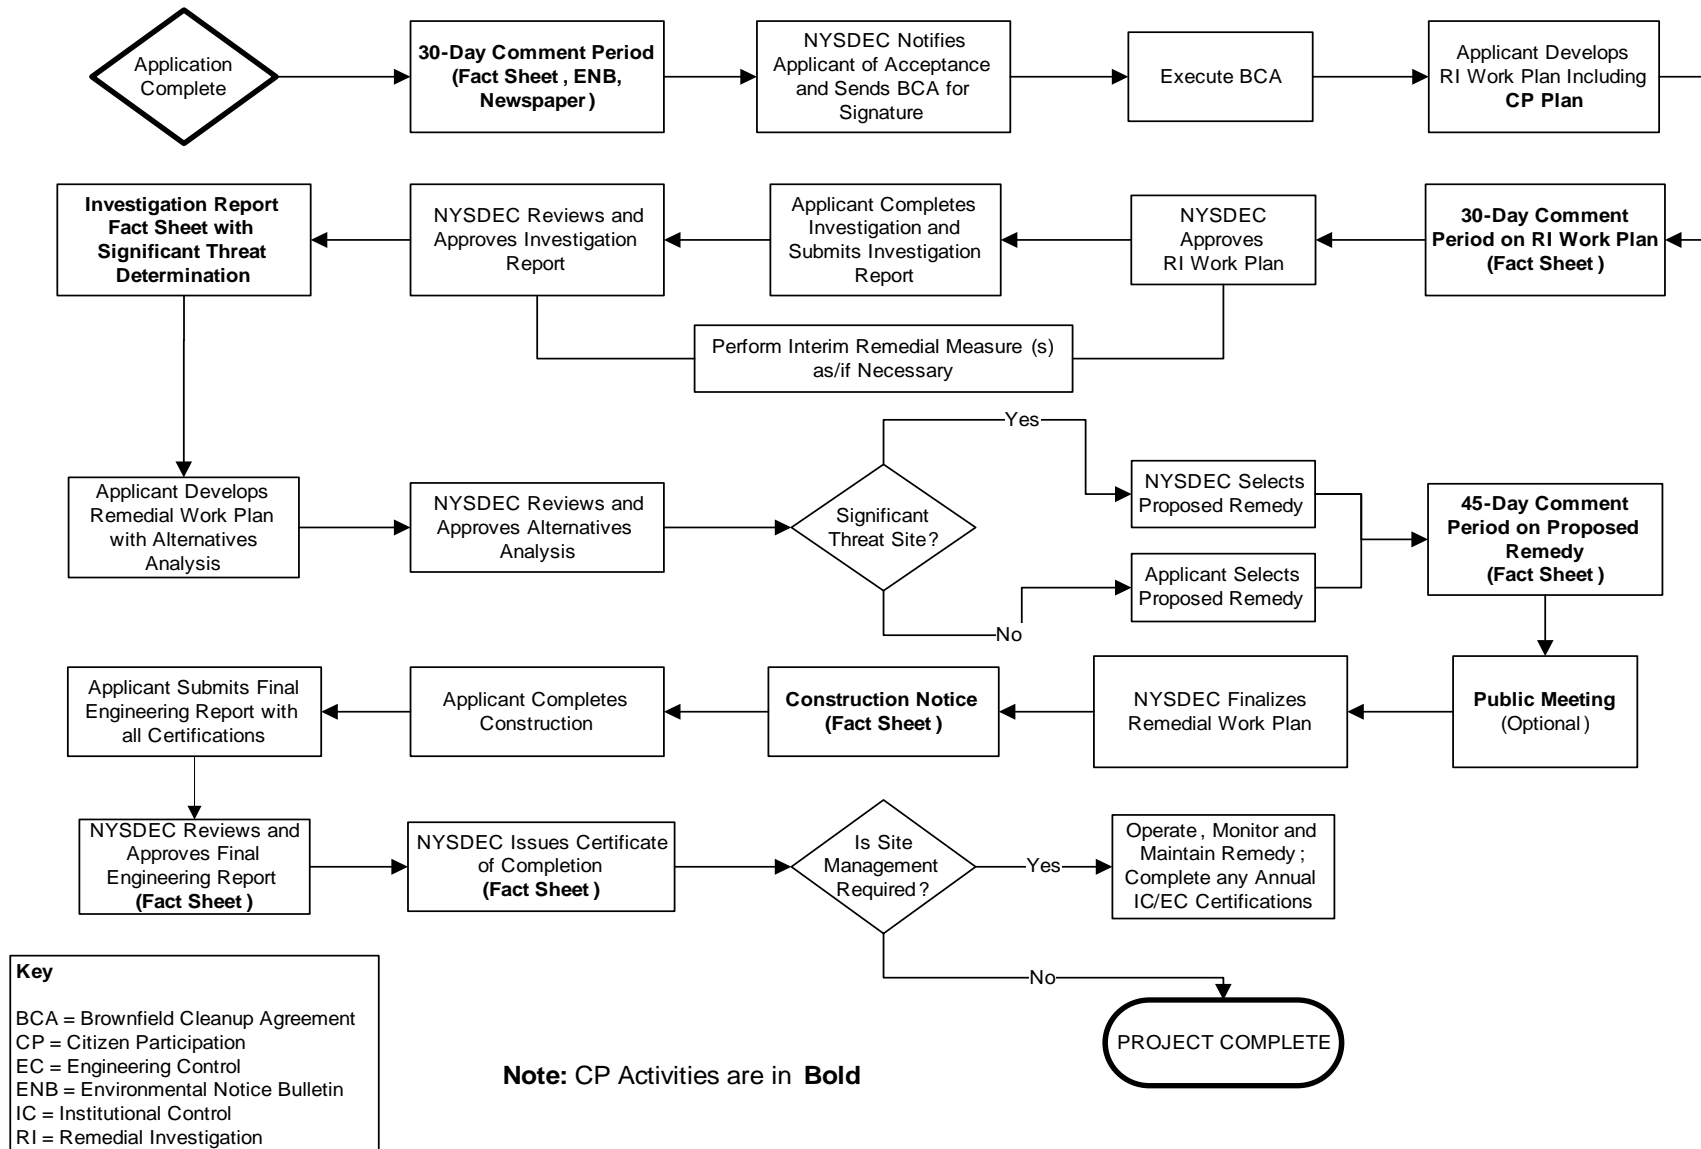 Application
Complete
30-Day Comment Period
(Fact Sheet , ENB,
Newspaper )
NYSDEC Notifies
Applicant of Acceptance
and Sends BCA for
Signature
Execute BCA
Applicant Develops
RI Work Plan Including
CP Plan
Investigation Report
Fact Sheet with
Significant Threat
Determination
NYSDEC Reviews and
Approves Investigation
Report
Applicant Completes
Investigation and
Submits Investigation
Report
NYSDEC
Approves
RI Work Plan
30-Day Comment
Period on RI Work Plan
(Fact Sheet )
Perform Interim Remedial Measure (s)
as/if Necessary
Applicant Develops
Remedial Work Plan
with Alternatives
Analysis
NYSDEC Reviews and
Approves Alternatives
Analysis
Significant
Threat Site ?
Yes
No
NYSDEC Selects
Proposed Remedy
Applicant Selects
Proposed Remedy
45-Day Comment
Period on Proposed
Remedy
(Fact Sheet )
Applicant Submits Final
Engineering Report with
all Certifications
Applicant Completes
Construction
Construction Notice
(Fact Sheet )
NYSDEC Finalizes
Remedial Work Plan
Public Meeting
(Optional )
NYSDEC Reviews and
Approves Final
Engineering Report
(Fact Sheet )
NYSDEC Issues Certificate
of Completion
(Fact Sheet )
Is Site
Management
Required ?
Yes
Operate , Monitor and
Maintain Remedy ;
Complete any Annual
IC/EC Certifications
No
PROJECT COMPLETE
Key
BCA = Brownfield Cleanup Agreement
CP = Citizen Participation
EC = Engineering Control
ENB = Environmental Notice Bulletin
IC = Institutional Control
RI = Remedial Investigation
Note: CP Activities are in Bold